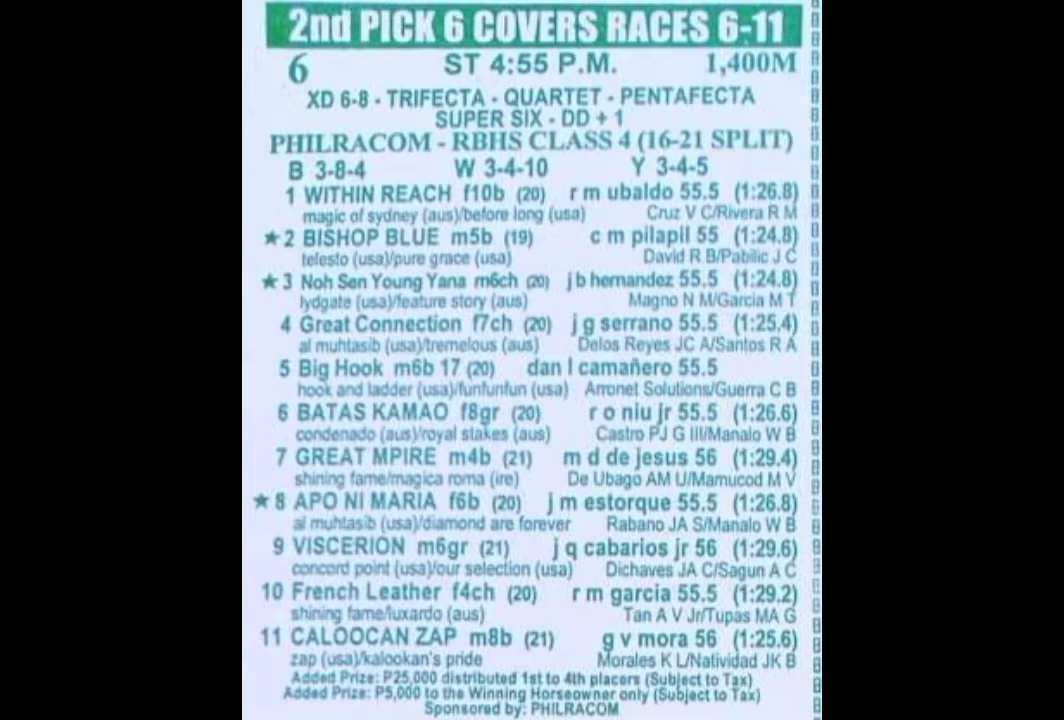 2nd PICK 6 COVERS RACES 6-11
6 ST 4:55 P.M. 1,400M
XD 6-8 - TRIFECTA - QUARTET - PENTAFECTA
SUPER SIX - DD + 1
PHILRACOM - RBHS CLASS 4 (16-21 SPLIT)
B 3-8-4 W 3-4-10 Y 3-4-5
1 WITHIN REACH f10b (20) r m ubaldo 55.5 (1:26.8)
magic of sydney (aus)/before long (usa) Cruz V C/Rivera R M
★ 2 BISHOP BLUE m5b (19) c m pilapil 55 (1:24.8)
telesto (usa)/pure grace (usa) David R B/Pabilic J C
★ 3 Noh Sen Young Yana m6ch (20) j b hernandez 55.5 (1:24.8)
lydgate (usa)/feature story (aus) Magno N M/Garcia M T
4 Great Connection f7ch (20) j g serrano 55.5 (1:25.4)
al muhtasib (usa)/tremelous (aus) Delos Reyes JC A/Santos R A
5 Big Hook m6b 17 (20) dan l camañero 55.5
hook and ladder (usa)/funfunfun (usa) Arronet Solutions/Guerra C B
6 BATAS KAMAO f8gr (20) r o niu jr 55.5 (1:26.6)
condenado (aus)/royal stakes (aus) Castro PJ G III/Manalo W B
7 GREAT MPIRE m4b (21) m d de jesus 56 (1:29.4)
shining fame/magica roma (ire) De Ubago AM U/Mamucod M V
★ 8 APO NI MARIA f6b (20) j m estorque 55.5 (1:26.8)
al muhtasib (usa)/diamond are forever Rabano JA S/Manalo W B
9 VISCERION m6gr (21) j q cabarios jr 56 (1:29.6)
concord point (usa)/our selection (usa) Dichaves JA C/Sagun A C
10 French Leather f4ch (20) r m garcia 55.5 (1:29.2)
shining fame/luxardo (aus) Tan A V Jr/Tupas MA G
11 CALOOCAN ZAP m8b (21) g v mora 56 (1:25.6)
zap (usa)/kalookan's pride Morales K L/Natividad JK B
Added Prize: P25,000 distributed 1st to 4th placers (Subject to Tax)
Added Prize: P5,000 to the Winning Horseowner only (Subject to Tax)
Sponsored by: PHILRACOM